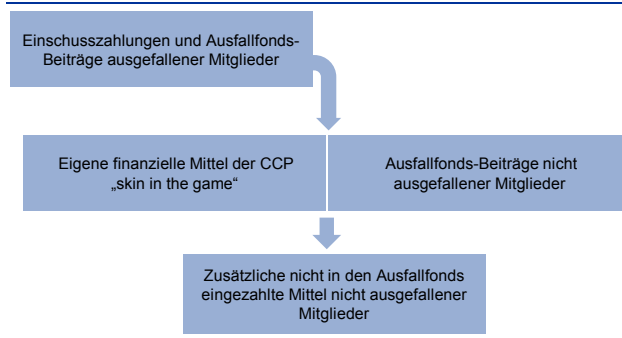 Einschusszahlungen und Ausfallfonds-
Beiträge ausgefallener Mitglieder
Eigene finanzielle Mittel der CCP
„skin in the game“
Ausfallfonds-Beiträge nicht
ausgefallener Mitglieder
Zusätzliche nicht in den Ausfallfonds
eingezahlte Mittel nicht ausgefallener
Mitglieder